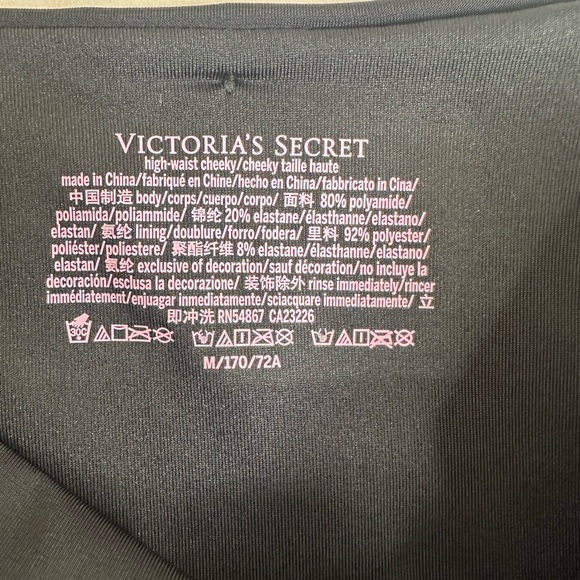 VICTORIA'S SECRET
high-waist cheeky/cheeky taille haute
made in China/fabriqué en Chine/hecho en China/fabbricato in Cina/
中国制造 body/corps/cuerpo/corpo/ 面料 80% polyamide/
poliamida/poliammide/ 锦纶 20% elastane/élasthanne/elastano/
elastan/ 氨纶 lining/doublure/forro/fodera/ 里料 92% polyester/
poliéster/poliestere/ 聚酯纤维 8% elastane/élasthanne/elastano/
elastan/ 氨纶 exclusive of decoration/sauf décoration/no incluye la
decoración/esclusa la decorazione/ 装饰除外 rinse immediately/rincer
immédiatement/enjuagar inmediatamente/sciacquare immediatamente/ 立
即冲洗 RN54867 CA23226
30C
M/170/72A